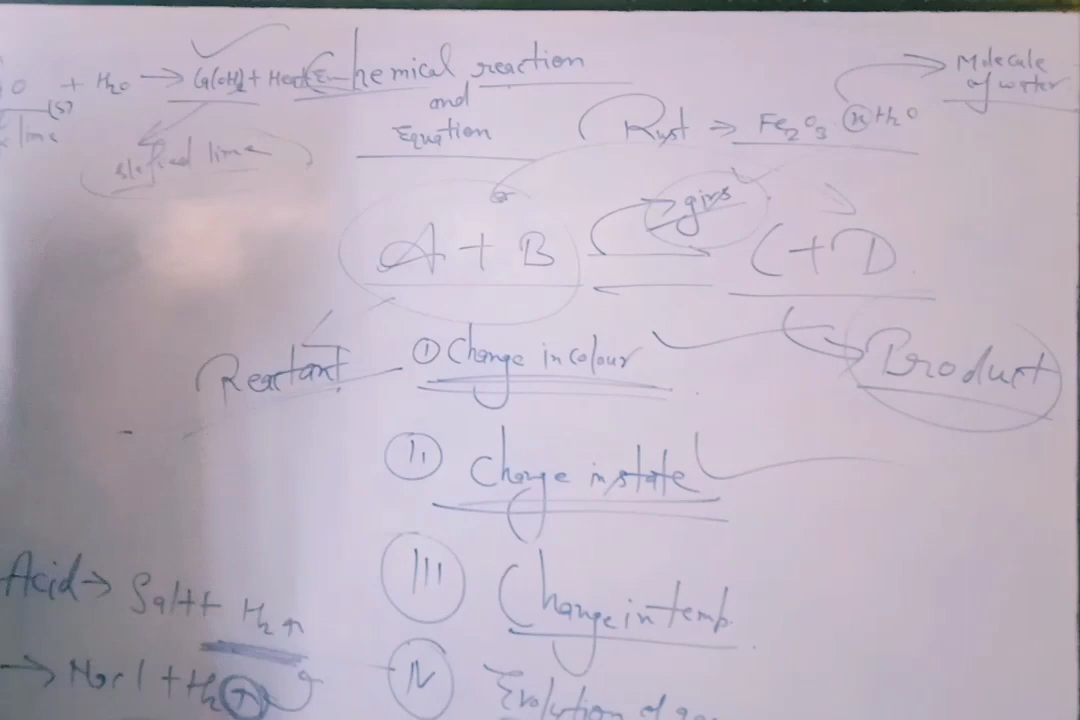 O + H₂O → Ca(OH)₂ + Heat
(s)
lime
slaked lime
Chemical reaction
and
Equation
Rust → Fe₂O₃ x H₂O
Molecule
of water
A + B
gives
C + D
Reactant
Product
① Change in colour
II Change in state
III Change in temp.
IV Evolution of
Acid → Salt + H₂↑
→ Nacl + H₂↑